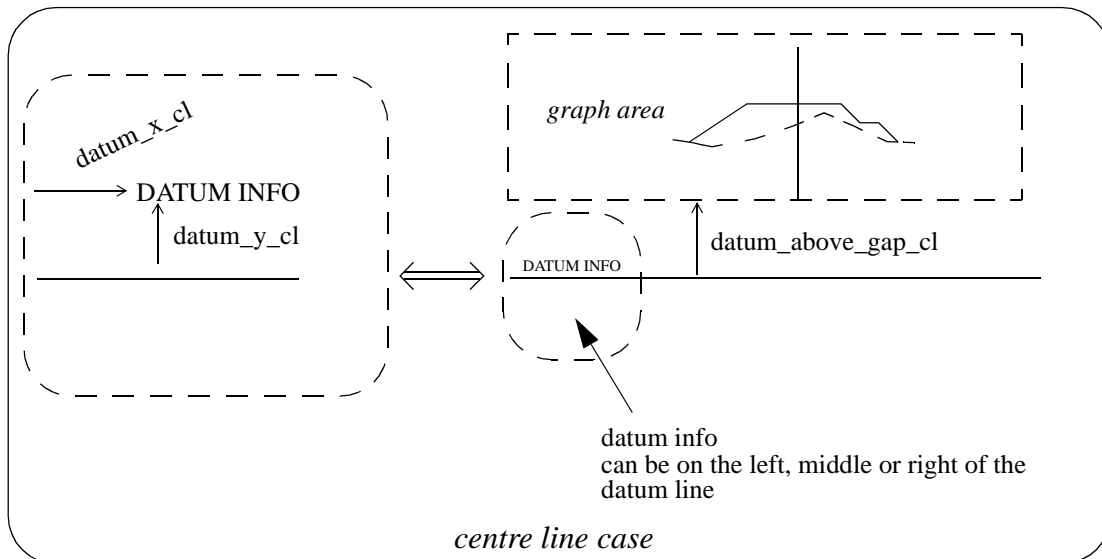 datum_x_cl
DATUM INFO
datum_y_cl
graph area
datum_above_gap_cl
DATUM INFO
datum info
can be on the left, middle or right of the
datum line
centre line case